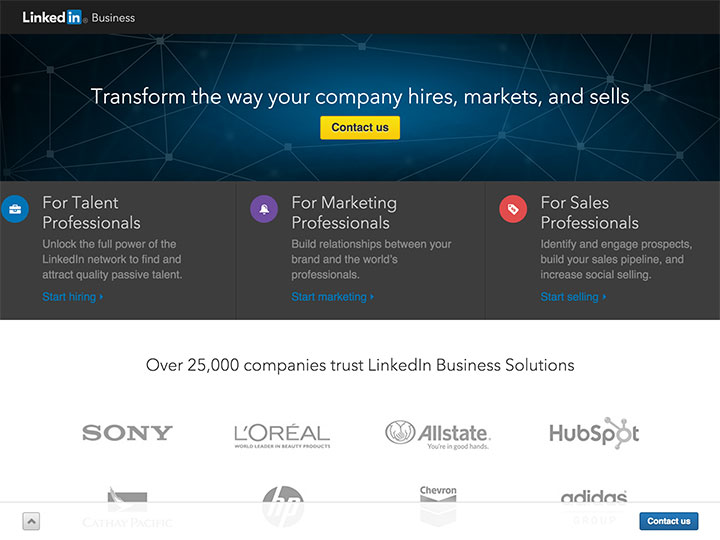 Linked in® Business
Transform the way your company hires, markets, and sells
Contact us
For Talent
Professionals
Unlock the full power of the
LinkedIn network to find and
attract quality passive talent.
Start hiring
For Marketing
Professionals
Build relationships between your
brand and the world's
professionals.
Start marketing
For Sales
Professionals
Identify and engage prospects,
build your sales pipeline, and
increase social selling.
Start selling
Over 25,000 companies trust LinkedIn Business Solutions
SONY
L'ORÉAL
WORLD LEADER IN BEAUTY PRODUCTS
Allstate.
You're in good hands.
HubSpot
CATHAY PACIFIC
hp
Chevron
adidas
GROUP
Contact us